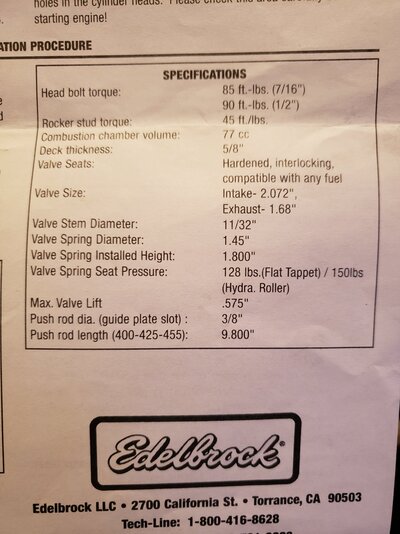 holes in the cylinder heads. Please check this area
starting engine!
ATION PROCEDURE
SPECIFICATIONS
Head bolt torque: 85 ft.-lbs. (7/16")
90 ft.-lbs. (1/2")
Rocker stud torque: 45 ft./lbs.
Combustion chamber volume: 77 cc
Deck thickness: 5/8"
Valve Seats: Hardened, interlocking,
compatible with any fuel
Valve Size: Intake- 2.072",
Exhaust- 1.68"
Valve Stem Diameter: 11/32"
Valve Spring Diameter: 1.45"
Valve Spring Installed Height: 1.800"
Valve Spring Seat Pressure: 128 lbs.(Flat Tappet) / 150lbs
(Hydra. Roller)
Max. Valve Lift .575"
Push rod dia. (guide plate slot) : 3/8"
Push rod length (400-425-455): 9.800"
Edelbrock®
Edelbrock LLC • 2700 California St. • Torrance, CA 90503
Tech-Line: 1-800-416-8628